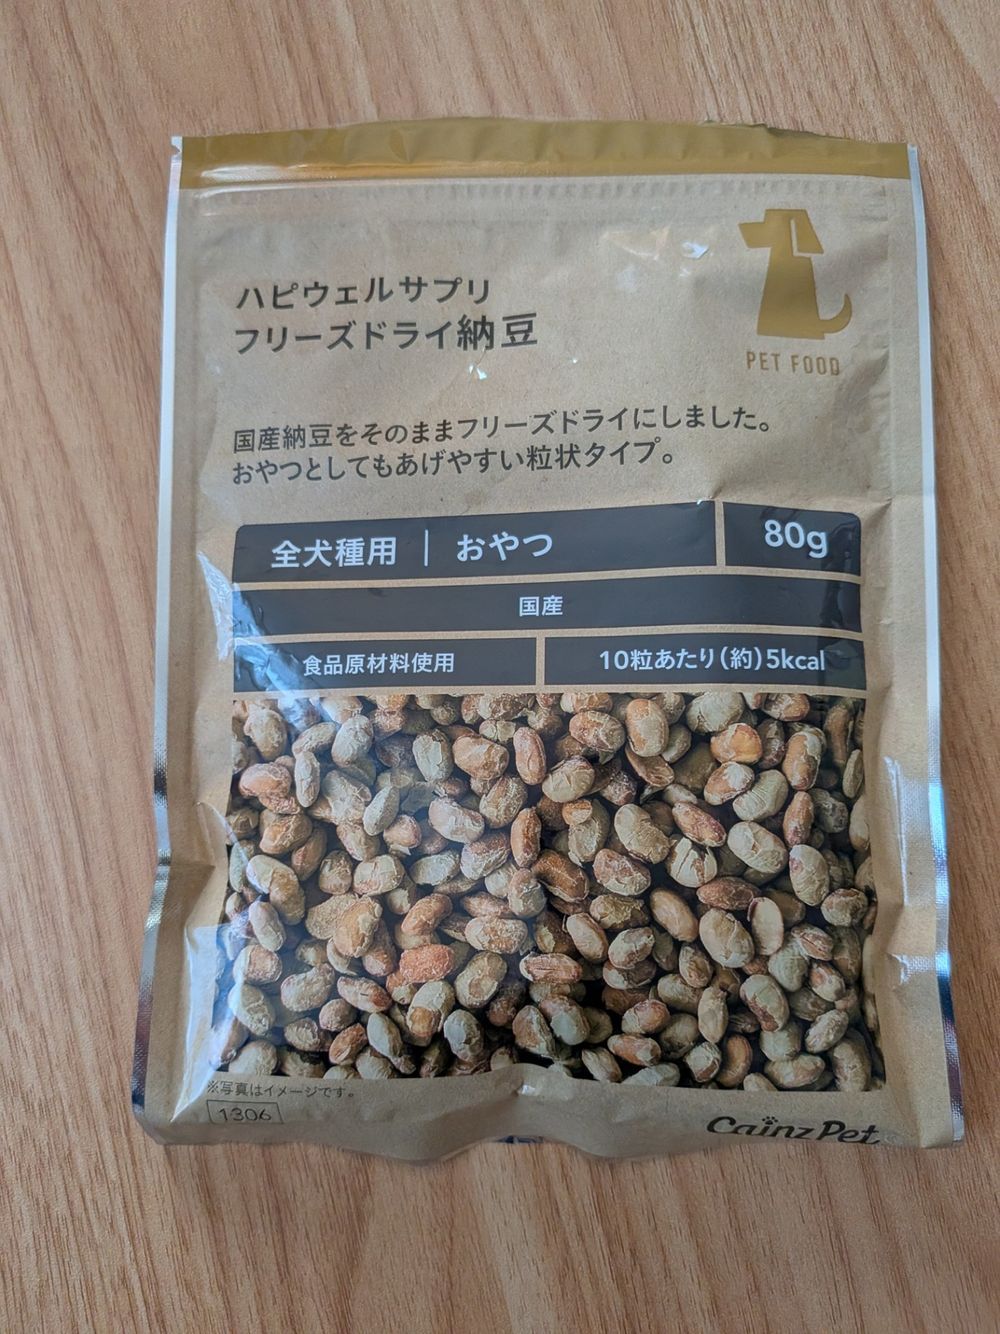 ハピウェルサプリ
フリーズドライ納豆
PET FOOD
国産納豆をそのままフリーズドライにしました。
おやつとしてもあげやすい粒状タイプ。
全犬種用 | おやつ
80g
国産
食品原材料使用
10粒あたり(約)5kcal
※写真はイメージです。
1306
CainzPet